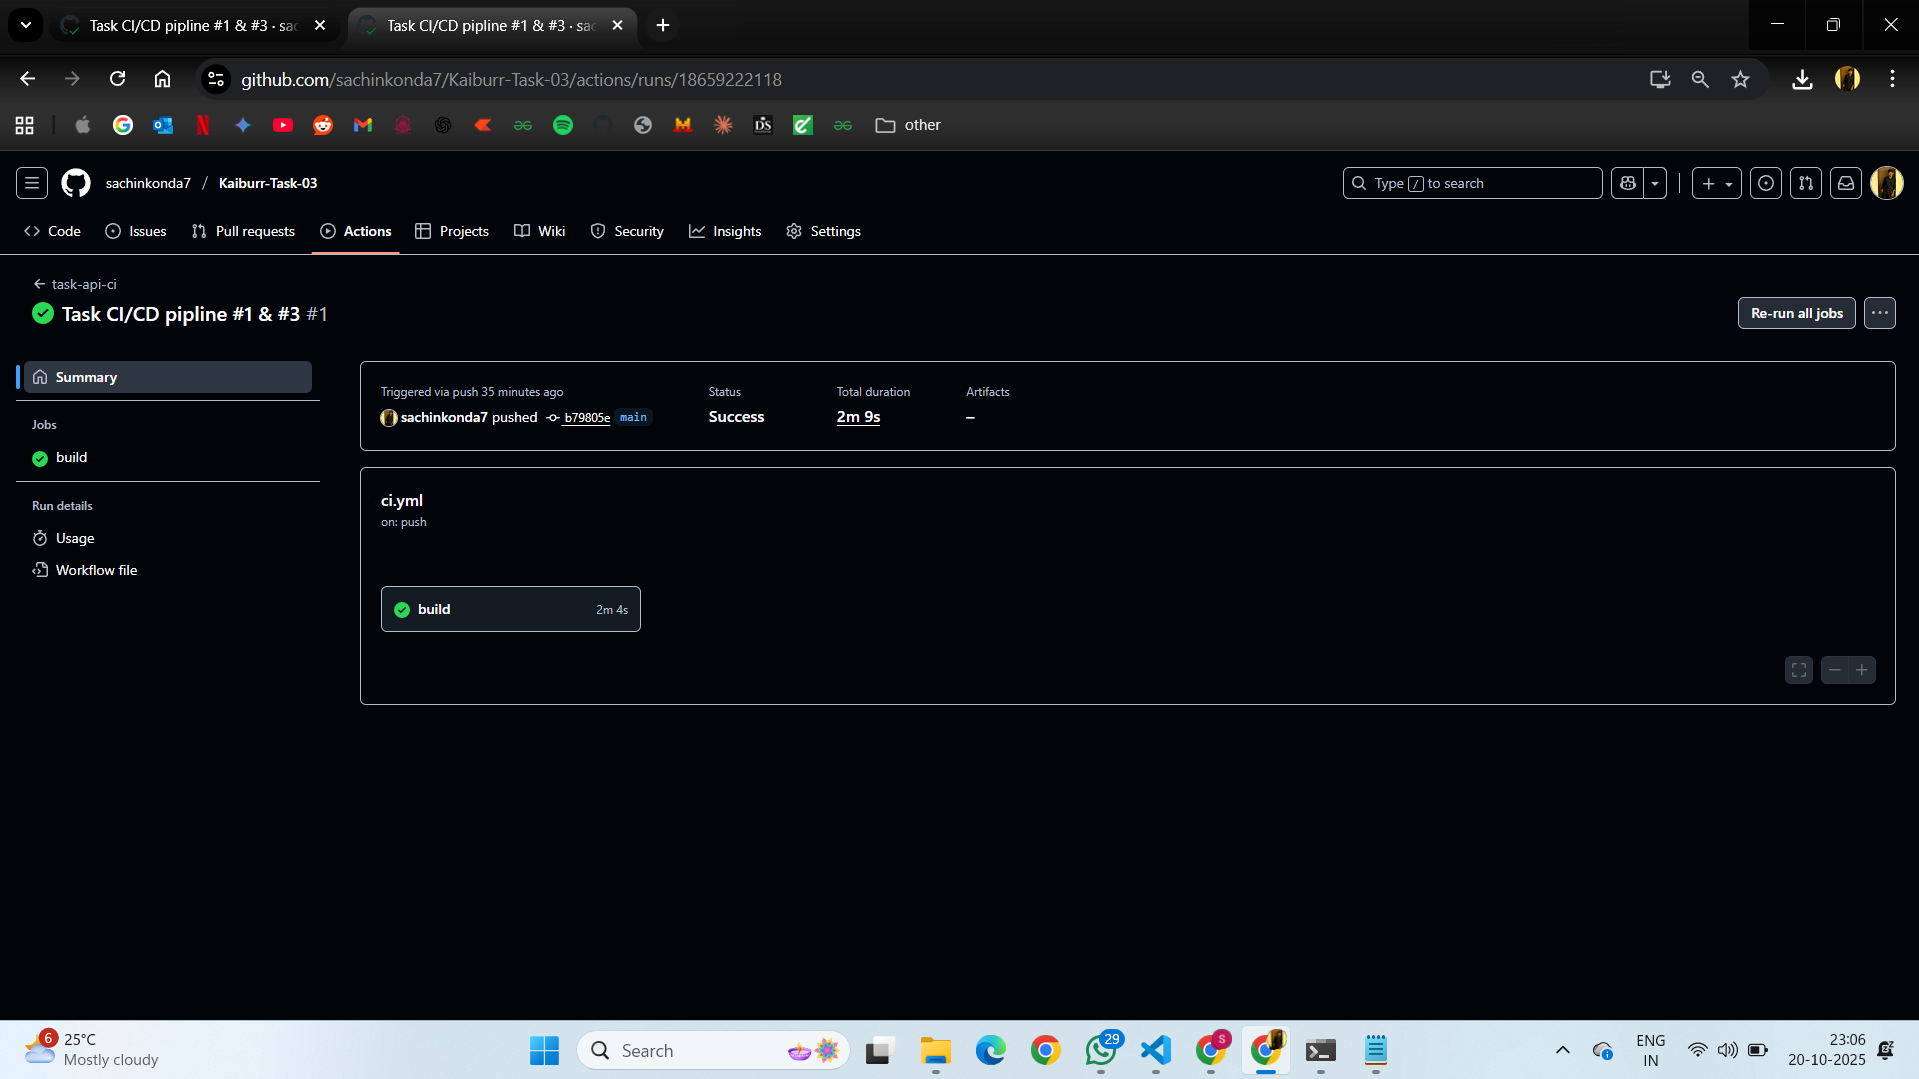 Task CI/CD pipline #1 & #3 · sac
Task CI/CD pipline #1 & #3 · sac
github.com/sachinkonda7/Kaiburr-Task-03/actions/runs/18659222118
DS
other
sachinkonda7 / Kaiburr-Task-03
Type / to search
Code Issues Pull requests Actions Projects Wiki Security Insights Settings
task-api-ci
Task CI/CD pipline #1 & #3 #1
Re-run all jobs
Summary
Jobs
build
Run details
Usage
Workflow file
Triggered via push 35 minutes ago
sachinkonda7 pushed b79805e main
Status
Success
Total duration
2m 9s
Artifacts
–
ci.yml
on: push
build 2m 4s
6
25°C
Mostly cloudy
Search
29
S
ENG
IN
23:06
20-10-2025